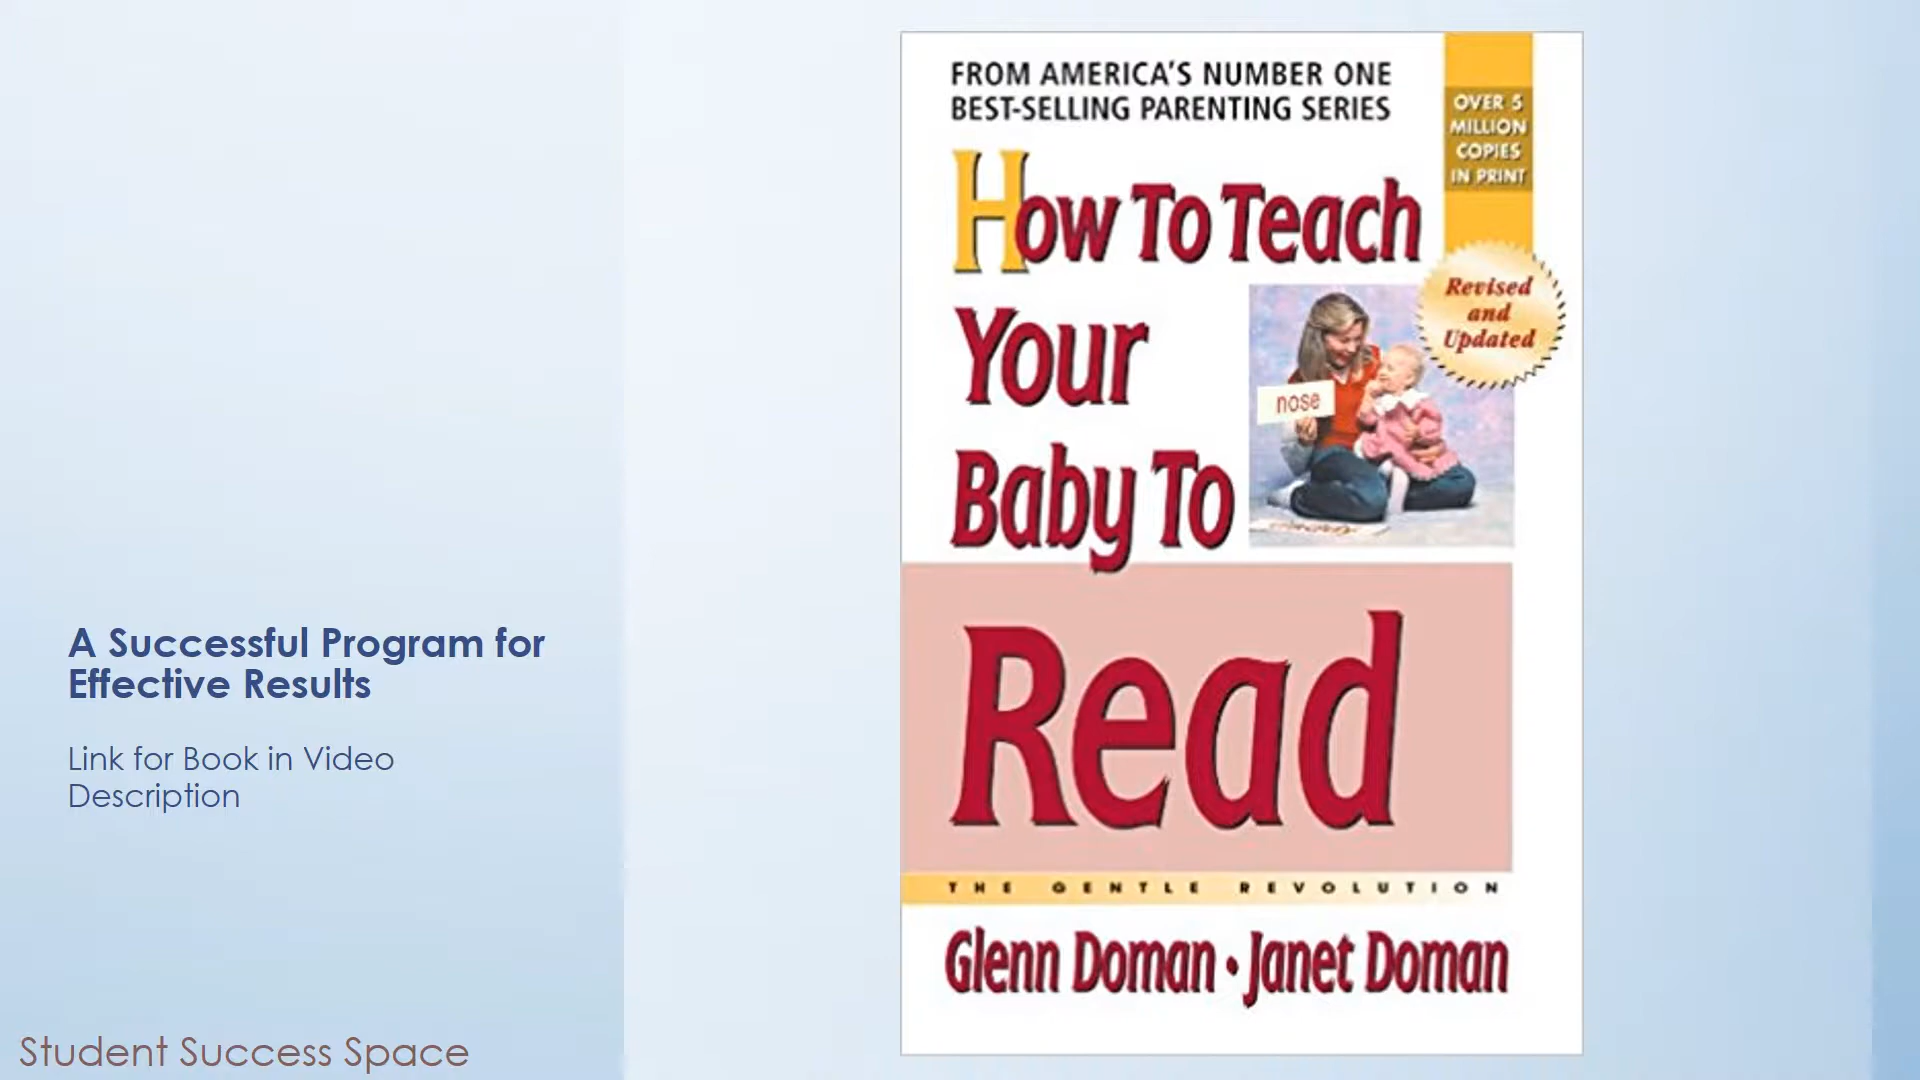 A Successful Program for
Effective Results
Link for Book in Video
Description
Student Success Space
FROM AMERICA'S NUMBER ONE
BEST-SELLING PARENTING SERIES
OVER 5
MILLION
COPIES
IN PRINT
How To Teach
Your
Baby To
Read
Revised
and
Updated
nose
THE GENTLE REVOLUTION
Glenn Doman • Janet Doman